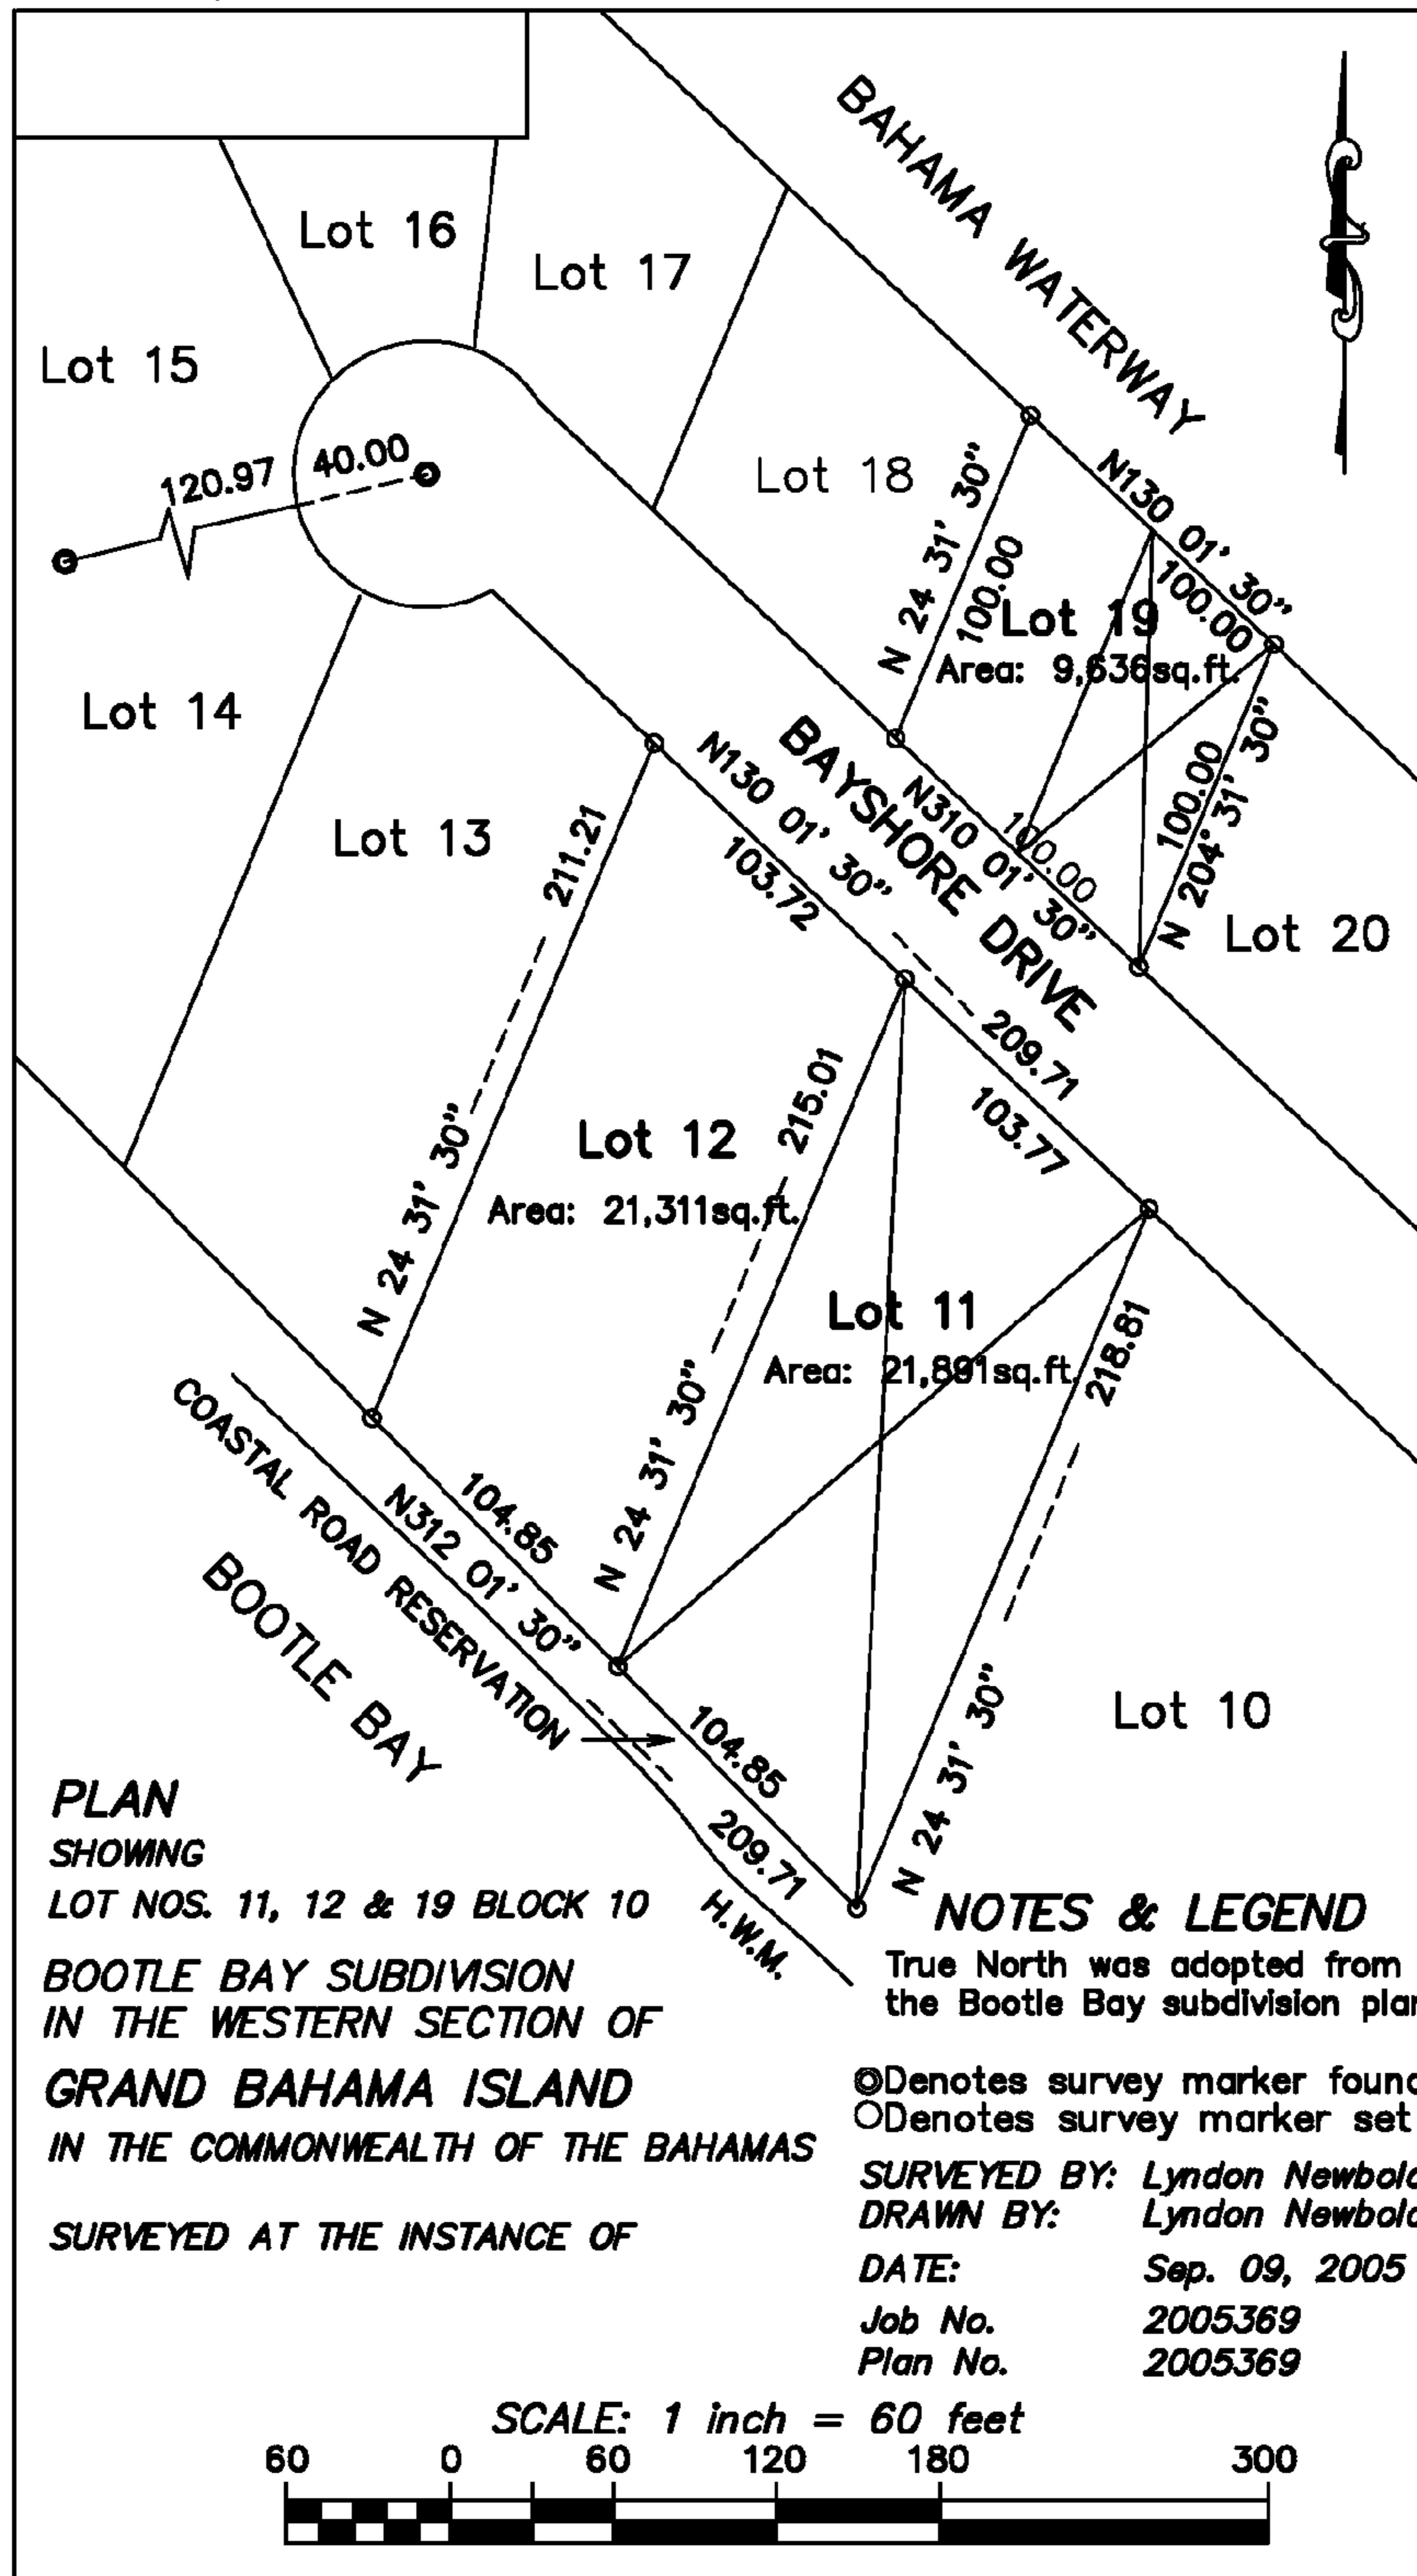 BAHAMA WATERWAY
Lot 16
Lot 17
Lot 15
120.97 40.00
Lot 18
N 24 31' 30"
100.00
N130 01' 30"
100.00
Lot 19
Area: 9,636sq.ft.
Lot 14
BAYSHORE DRIVE
N130 01' 30"
103.72
N310 01' 30"
100.00
100.00
N 204° 31' 30"
Lot 13
211.21
N 24 31' 30"
Lot 20
209.71
103.77
215.01
N 24 31' 30"
Lot 12
Area: 21,311sq.ft.
Lot 11
Area: 21,891sq.ft.
218.81
N 24 31' 30"
COASTAL ROAD RESERVATION
N312 01' 30"
104.85
BOOTLE BAY
104.85
209.71
H.W.M.
Lot 10
PLAN
SHOWING
LOT NOS. 11, 12 & 19 BLOCK 10
BOOTLE BAY SUBDIVISION
IN THE WESTERN SECTION OF
GRAND BAHAMA ISLAND
IN THE COMMONWEALTH OF THE BAHAMAS
SURVEYED AT THE INSTANCE OF
NOTES & LEGEND
True North was adopted from
the Bootle Bay subdivision plan
Denotes survey marker found
Denotes survey marker set
SURVEYED BY: Lyndon Newbold
DRAWN BY: Lyndon Newbold
DATE: Sep. 09, 2005
Job No. 2005369
Plan No. 2005369
SCALE: 1 inch = 60 feet
60 0 60 120 180 300